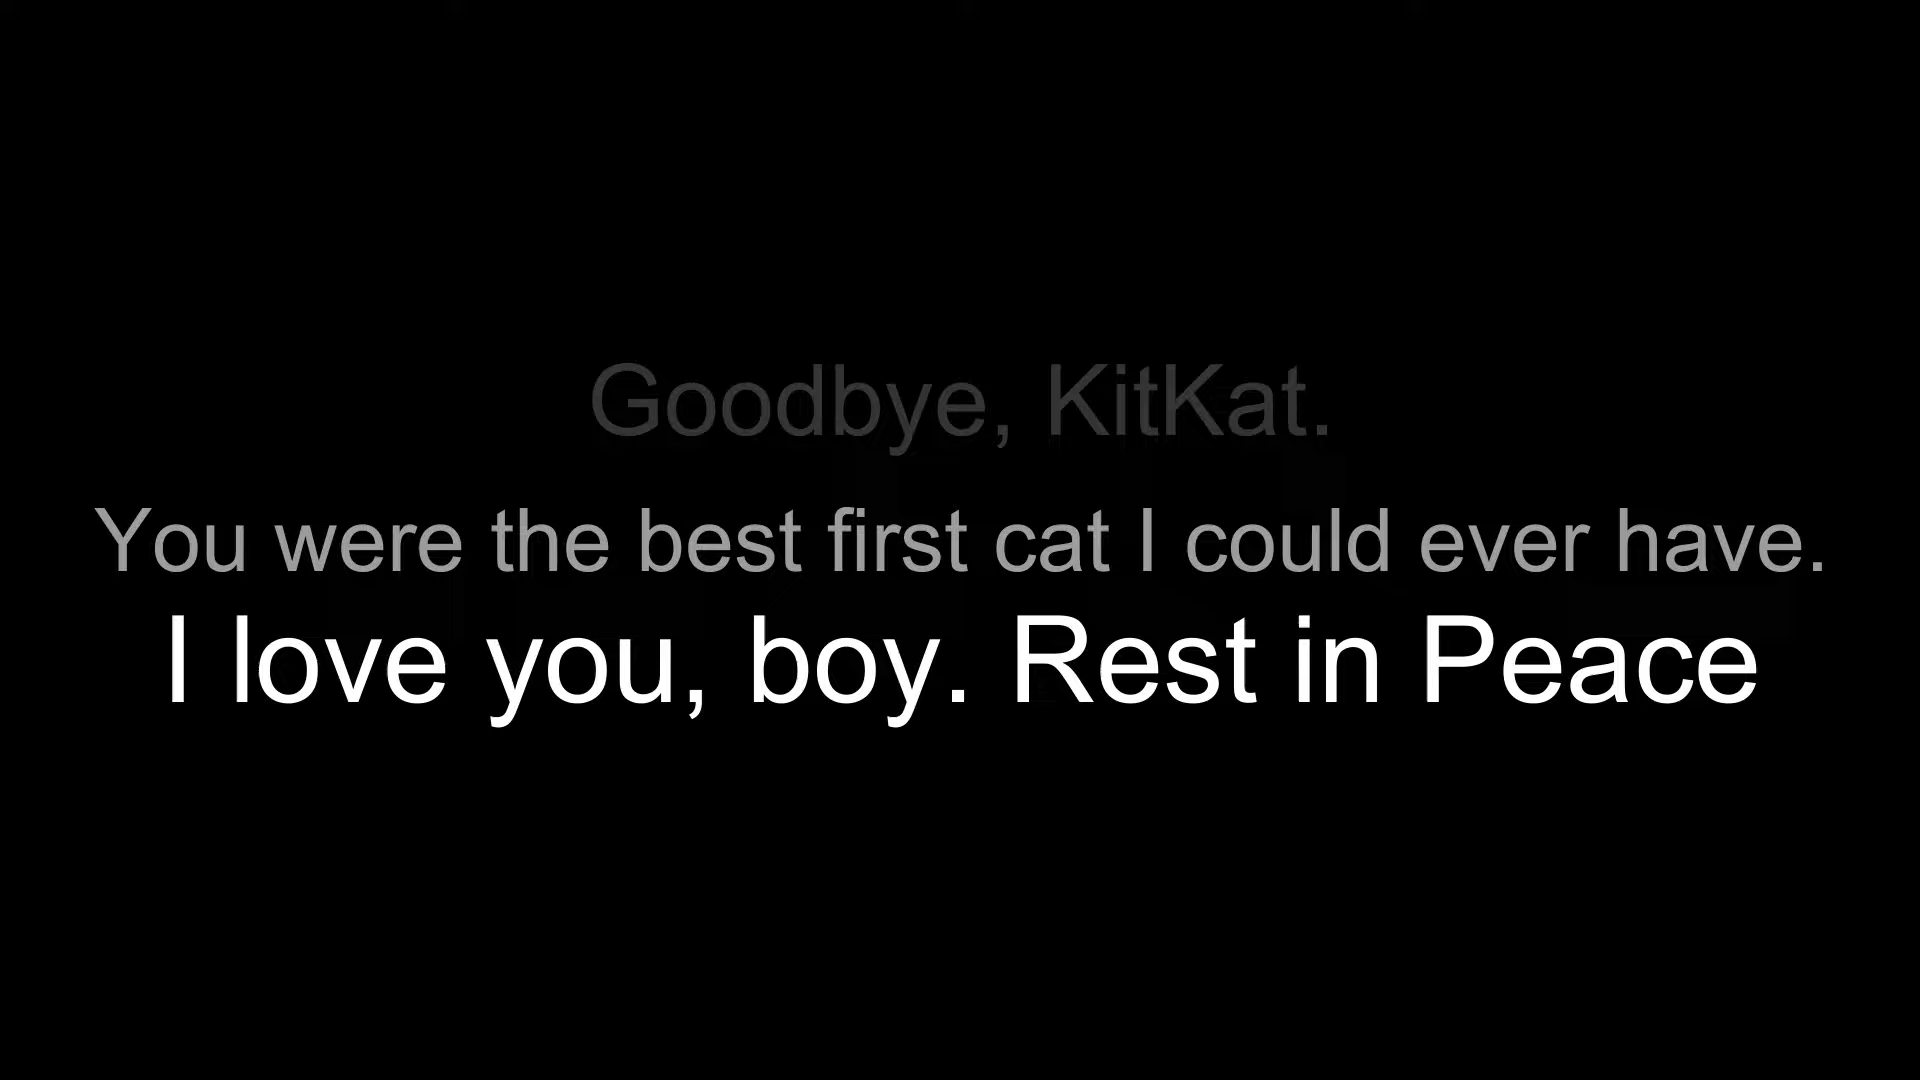 Goodbye, KitKat.
You were the best first cat I could ever have.
I love you, boy. Rest in Peace